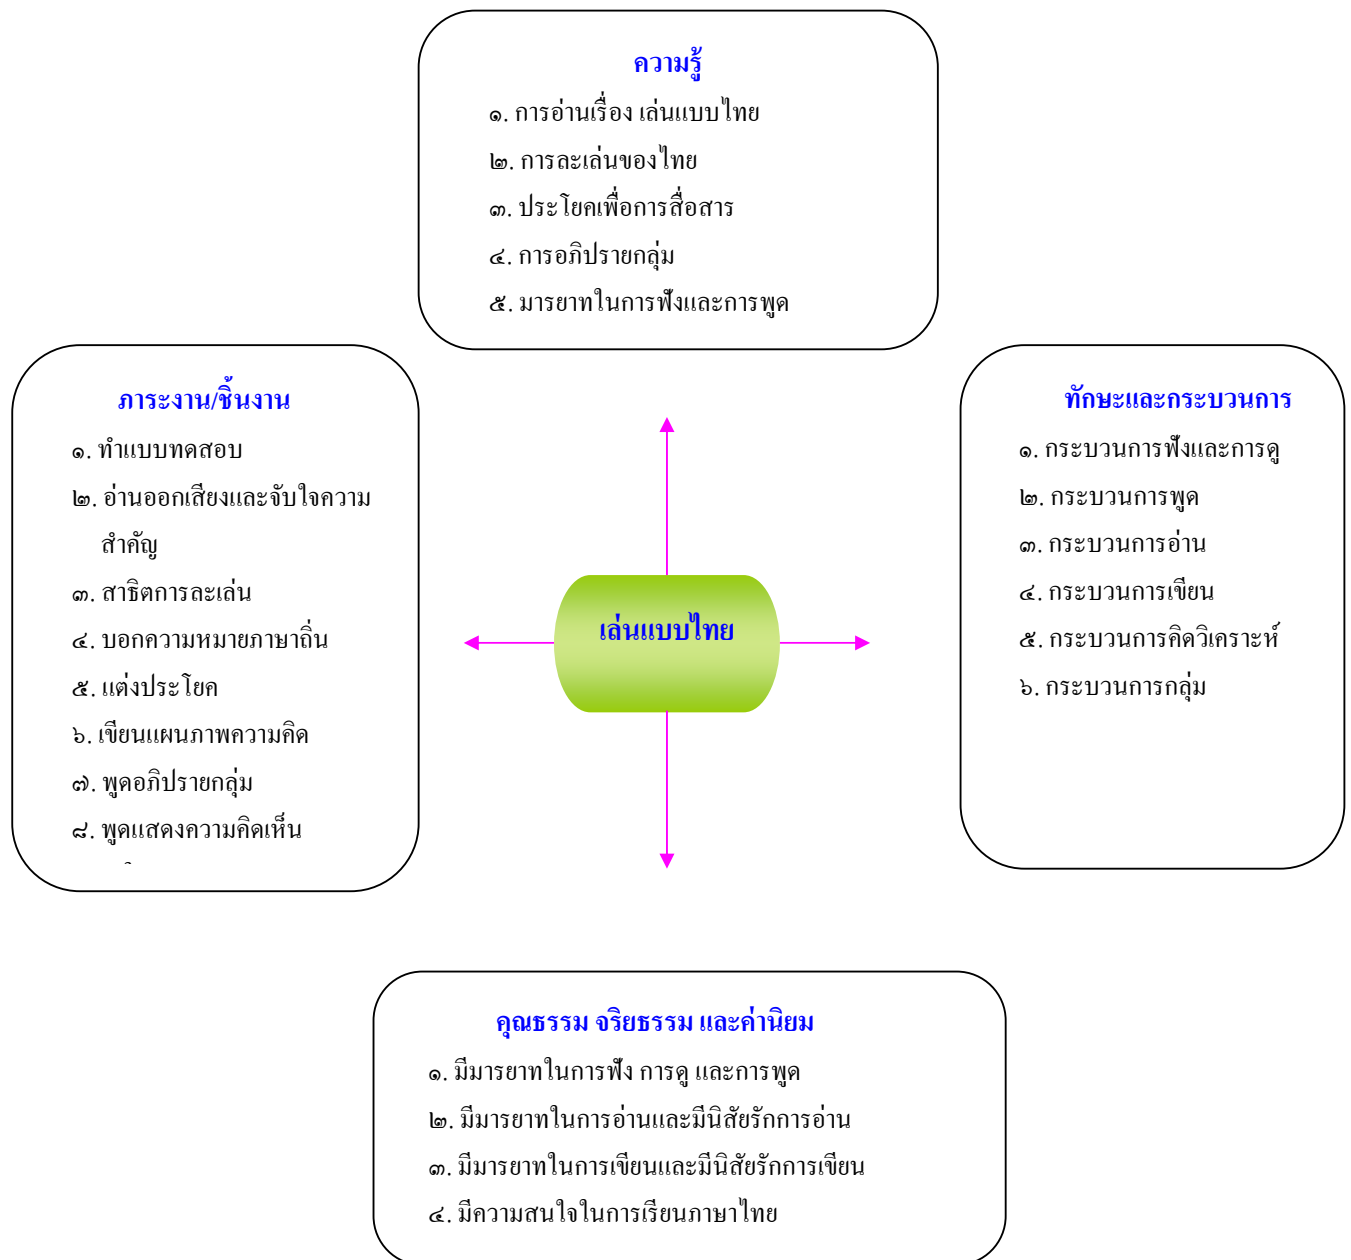 ความรู้
๑. การอ่านเรื่อง เล่นแบบไทย
๒. การละเล่นของไทย
๓. ประโยคเพื่อการสื่อสาร
๔. การอภิปรายกลุ่ม
๕. มารยาทในการฟังและการพูด
ภาระงาน/ชิ้นงาน
๑. ทำแบบทดสอบ
๒. อ่านออกเสียงและจับใจความ
สำคัญ
๓. สาธิตการละเล่น
๔. บอกความหมายภาษาถิ่น
๕. แต่งประโยค
๖. เขียนแผนภาพความคิด
๗. พูดอภิปรายกลุ่ม
๘. พูดแสดงความคิดเห็น
เล่นแบบไทย
ทักษะและกระบวนการ
๑. กระบวนการฟังและการดู
๒. กระบวนการพูด
๓. กระบวนการอ่าน
๔. กระบวนการเขียน
๕. กระบวนการคิดวิเคราะห์
๖. กระบวนการกลุ่ม
คุณธรรม จริยธรรม และค่านิยม
๑. มีมารยาทในการฟัง การดู และการพูด
๒. มีมารยาทในการอ่านและมีนิสัยรักการอ่าน
๓. มีมารยาทในการเขียนและมีนิสัยรักการเขียน
๔. มีความสนใจในการเรียนภาษาไทย